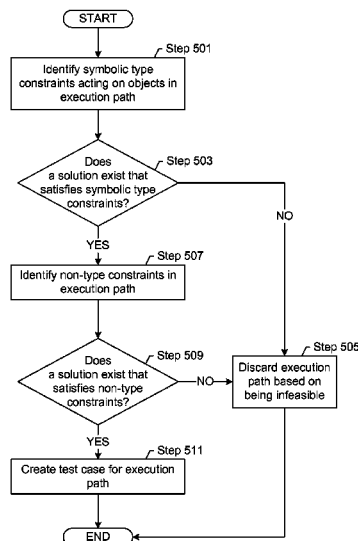 START
Step 501
Identify symbolic type
constraints acting on objects in
execution path
Does
a solution exist that
satisfies symbolic type
constraints?
Step 503
NO
YES
Step 507
Identify non-type constraints in
execution path
Does
a solution exist that
satisfies non-type
constraints?
Step 509
NO
Step 505
Discard execution
path based on
being infeasible
YES
Step 511
Create test case for execution
path
END